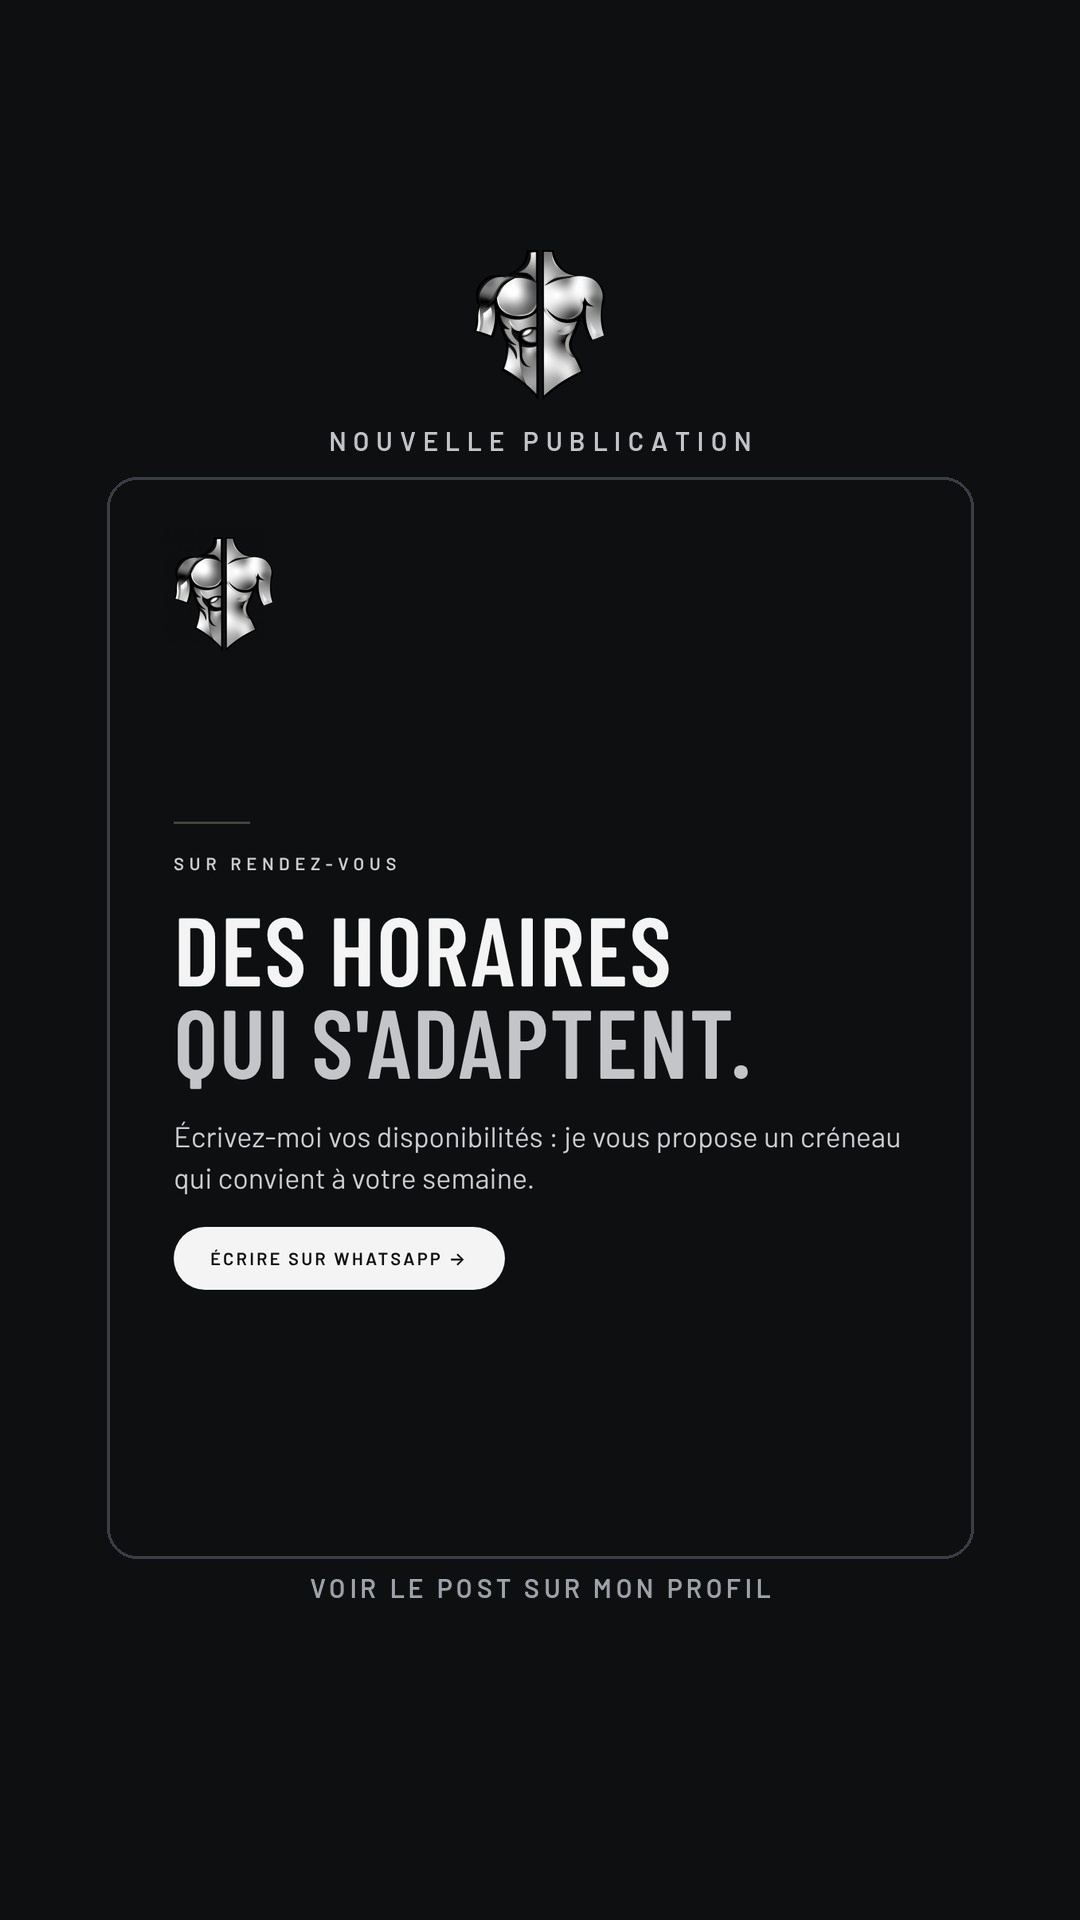 NOUVELLE PUBLICATION
SUR RENDEZ-VOUS
DES HORAIRES
QUI S'ADAPTENT.
Écrivez-moi vos disponibilités : je vous propose un créneau
qui convient à votre semaine.
ÉCRIRE SUR WHATSAPP →
VOIR LE POST SUR MON PROFIL